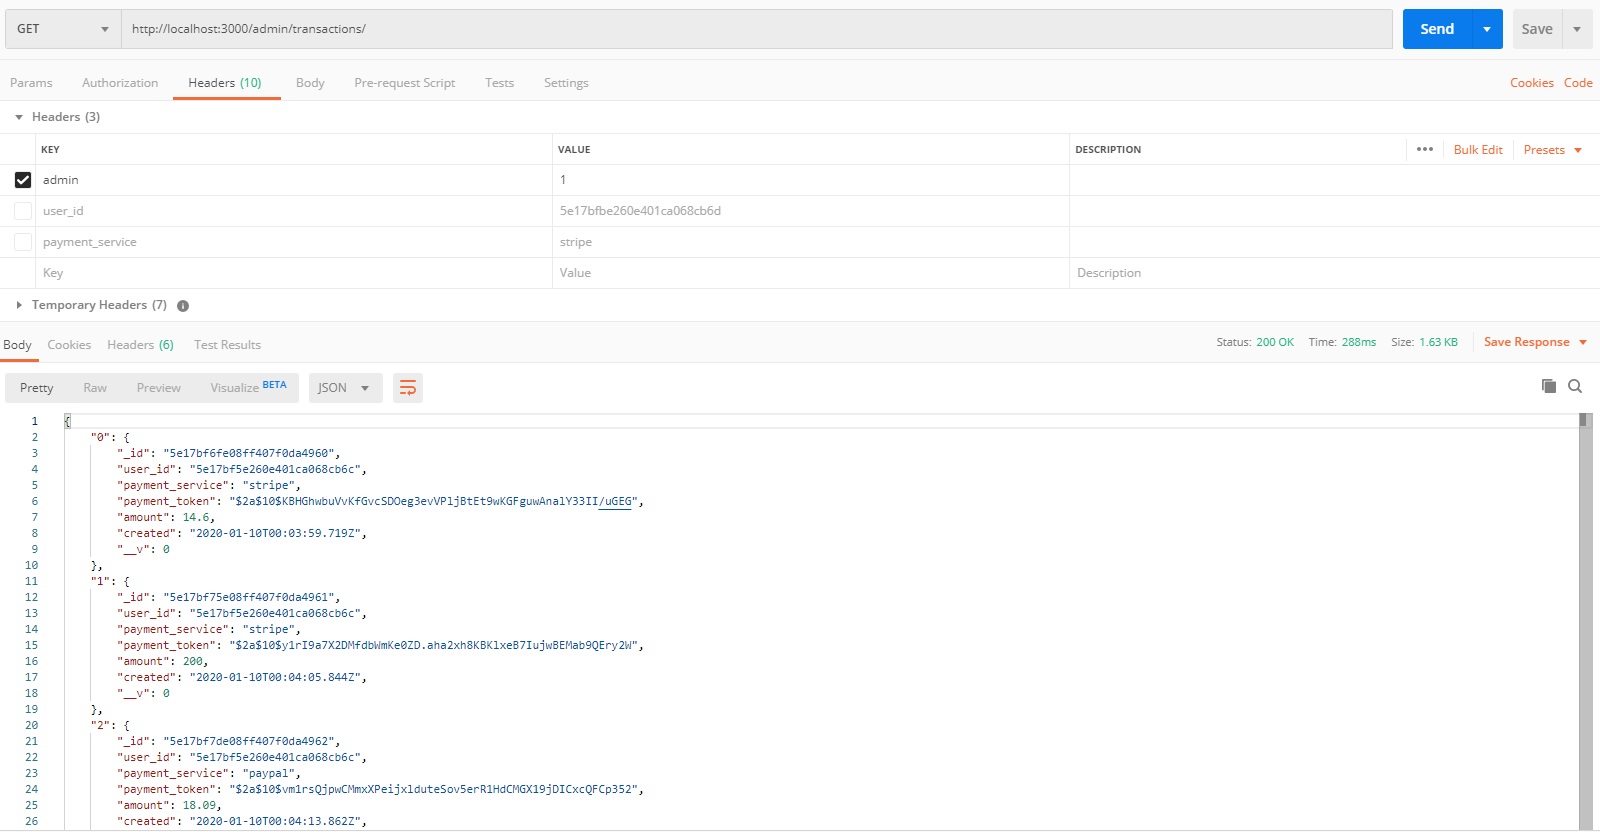 GET http://localhost:3000/admin/transactions/ Send Save
Params Authorization Headers (10) Body Pre-request Script Tests Settings Cookies Code
Headers (3)
KEY VALUE DESCRIPTION ••• Bulk Edit Presets
admin 1
user_id 5e17bfbe260e401ca068cb6d
payment_service stripe
Key Value Description
Temporary Headers (7) i
Body Cookies Headers (6) Test Results Status: 200 OK Time: 288ms Size: 1.63 KB Save Response
Pretty Raw Preview Visualize BETA JSON
1 {
2 "0": {
3 "_id": "5e17bf6fe08ff407f0da4960",
4 "user_id": "5e17bf5e260e401ca068cb6c",
5 "payment_service": "stripe",
6 "payment_token": "$2a$10$KBHGhwbuVvKfGvcSDOeg3evVPljBtEt9wKGFguwAnalY33II/uGEG",
7 "amount": 14.6,
8 "created": "2020-01-10T00:03:59.719Z",
9 "__v": 0
10 },
11 "1": {
12 "_id": "5e17bf75e08ff407f0da4961",
13 "user_id": "5e17bf5e260e401ca068cb6c",
14 "payment_service": "stripe",
15 "payment_token": "$2a$10$y1rI9a7X2DMfdbWmKe0ZD.aha2xh8KBKlxeB7IujwBEMab9QEry2W",
16 "amount": 200,
17 "created": "2020-01-10T00:04:05.844Z",
18 "__v": 0
19 },
20 "2": {
21 "_id": "5e17bf7de08ff407f0da4962",
22 "user_id": "5e17bf5e260e401ca068cb6c",
23 "payment_service": "paypal",
24 "payment_token": "$2a$10$vm1rsQjpwCMmxXPeijxlduteSov5erR1HdCMGX19jDICxcQFCp352",
25 "amount": 18.09,
26 "created": "2020-01-10T00:04:13.862Z",